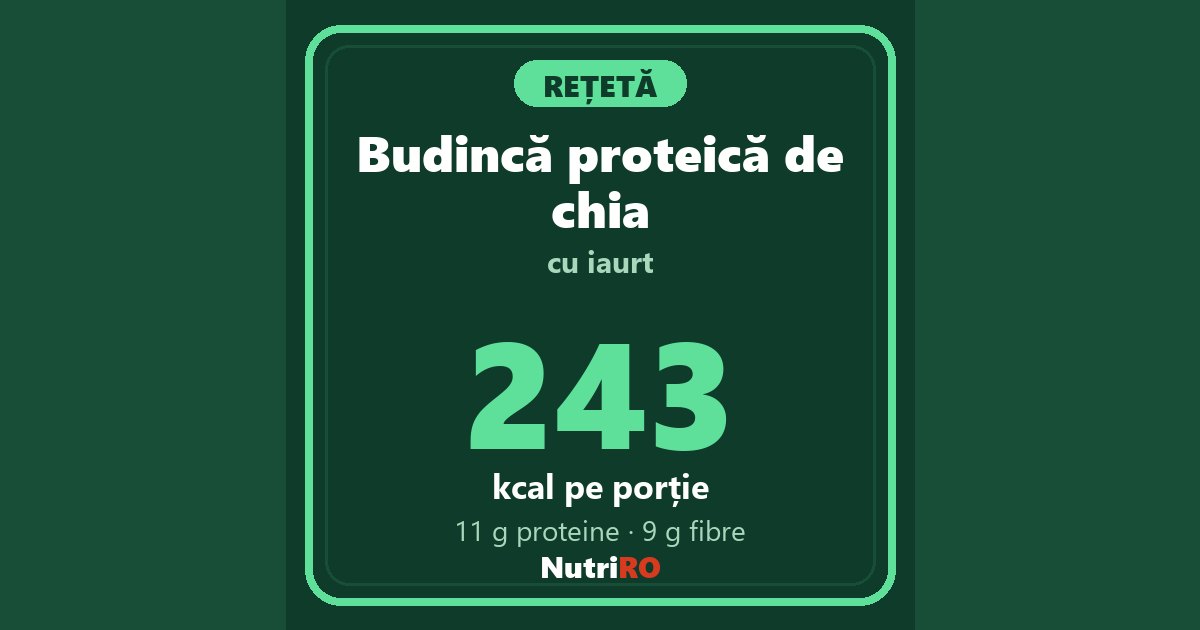 REȚETĂ
Budincă proteică de
chia
cu iaurt
243
kcal pe porție
11 g proteine · 9 g fibre
NutriRO